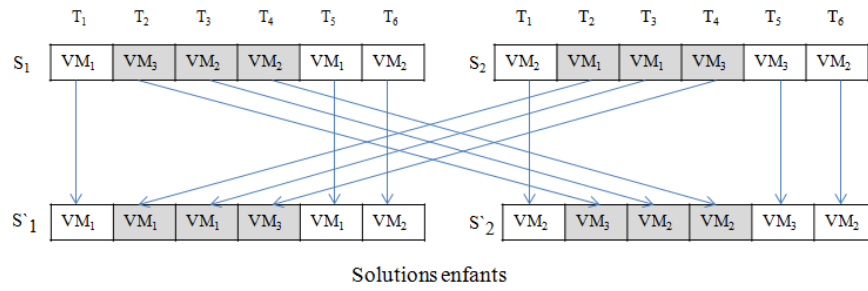 T₁ T₂ T₃ T₄ T₅ T₆ T₁ T₂ T₃ T₄ T₅ T₆
S₁ VM₁ VM₃ VM₂ VM₂ VM₁ VM₂ S₂ VM₂ VM₁ VM₁ VM₃ VM₃ VM₂
S`₁ VM₁ VM₁ VM₁ VM₃ VM₁ VM₂ S`₂ VM₂ VM₃ VM₂ VM₂ VM₃ VM₂
Solutions enfants